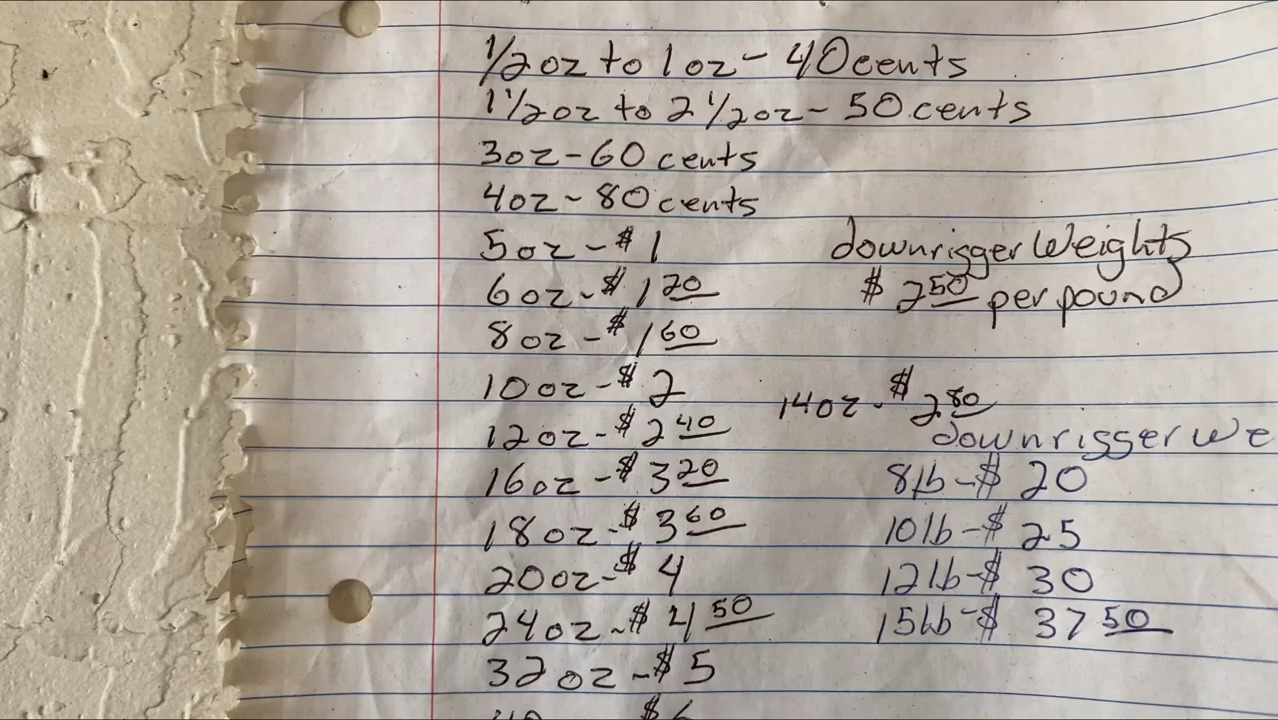 1/2oz to 1oz - 40cents
1 1/2oz to 2 1/2oz - 50 cents
3oz - 60 cents
4oz - 80 cents
5oz - $1
6oz - $1 20
8oz - $1 60
10oz - $2
12oz - $2 40
16oz - $3 20
18oz - $3 60
20oz - $4
24oz - $4 50
32oz - $5
downrigger Weights
$2 50 per pound
14oz - $2 80
downrigger We
8lb - $20
10lb - $25
12lb - $30
15lb - $37 50